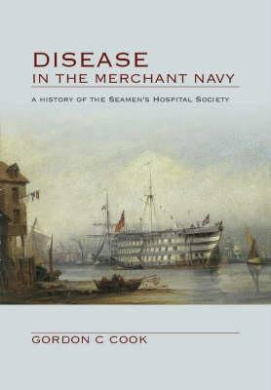 DISEASE
IN THE MERCHANT NAVY
A HISTORY OF THE SEAMEN'S HOSPITAL SOCIETY
GORDON C COOK